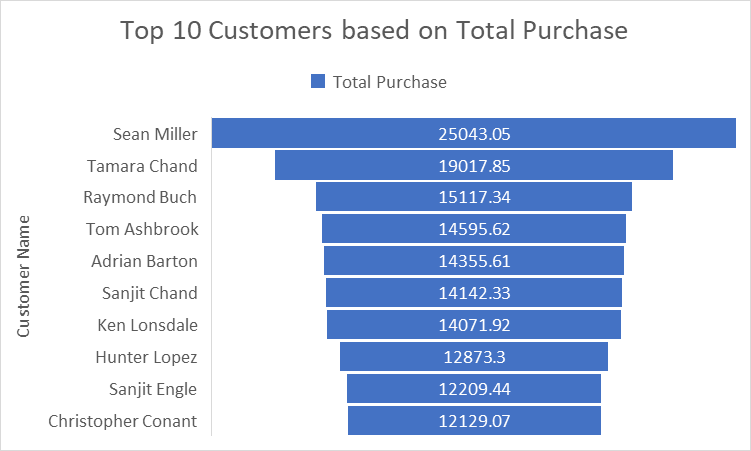 Top 10 Customers based on Total Purchase
Total Purchase
Customer Name
Sean Miller 25043.05
Tamara Chand 19017.85
Raymond Buch 15117.34
Tom Ashbrook 14595.62
Adrian Barton 14355.61
Sanjit Chand 14142.33
Ken Lonsdale 14071.92
Hunter Lopez 12873.3
Sanjit Engle 12209.44
Christopher Conant 12129.07